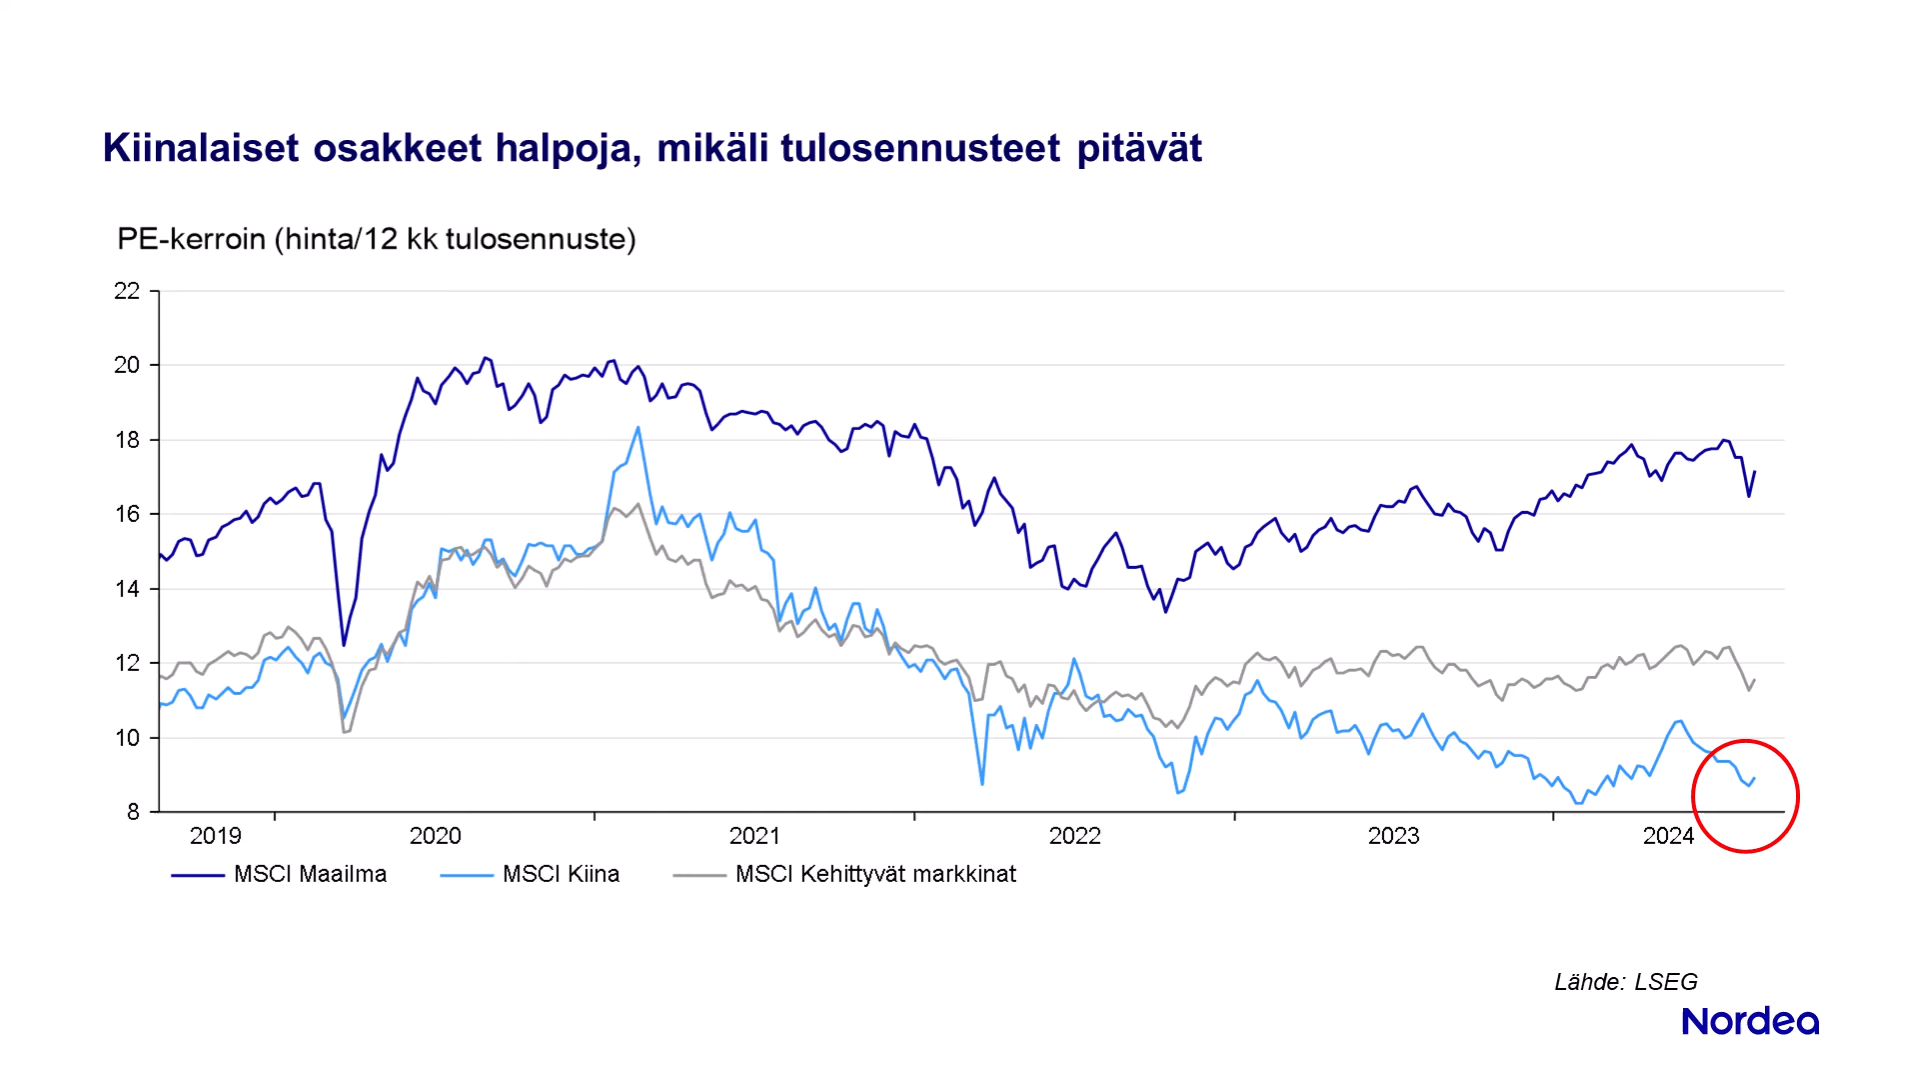 Kiinalaiset osakkeet halpoja, mikäli tulosennusteet pitävät
PE-kerroin (hinta/12 kk tulosennuste)
22
20
18
16
14
12
10
8
2019 2020 2021 2022 2023 2024
MSCI Maailma MSCI Kiina MSCI Kehittyvät markkinat
Lähde: LSEG
Nordea